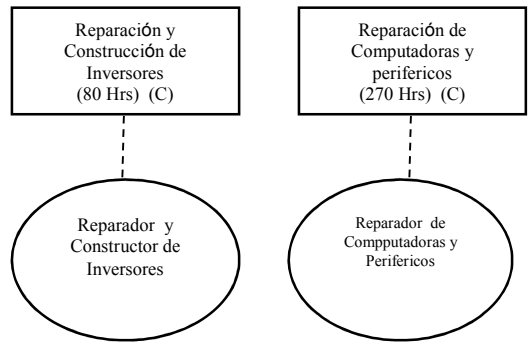 Reparación y
Construcción de
Inversores
(80 Hrs) (C)
Reparación de
Computadoras y
perifericos
(270 Hrs) (C)
Reparador y
Constructor de
Inversores
Reparador de
Compputadoras y
Perifericos